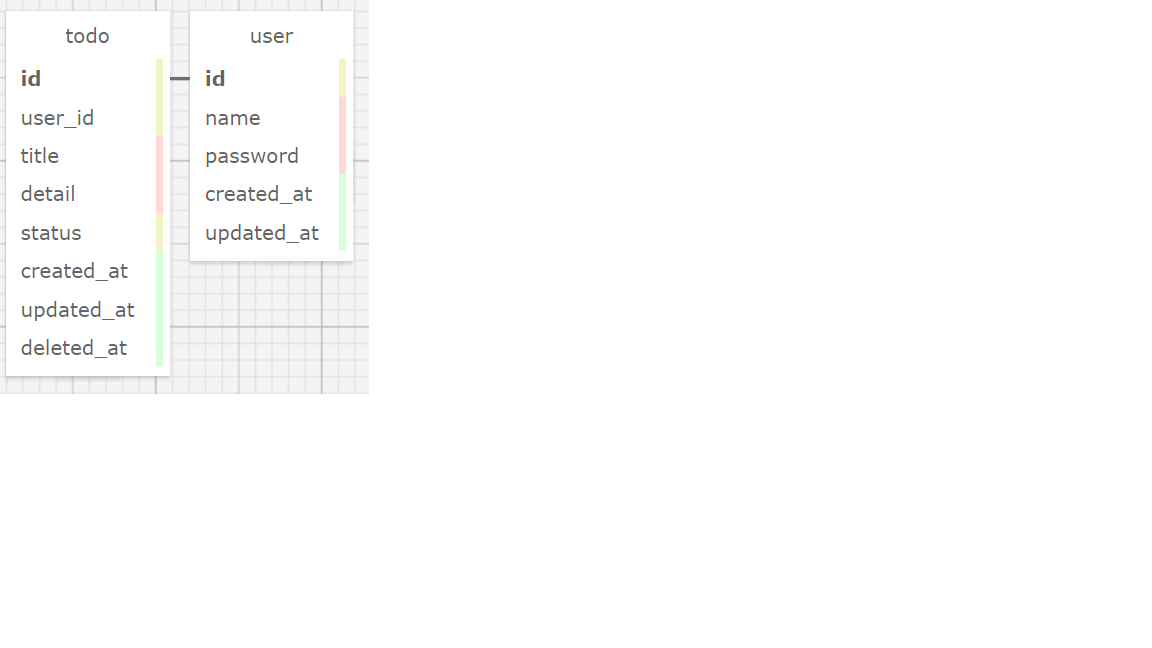 todo
id
user_id
title
detail
status
created_at
updated_at
deleted_at
user
id
name
password
created_at
updated_at